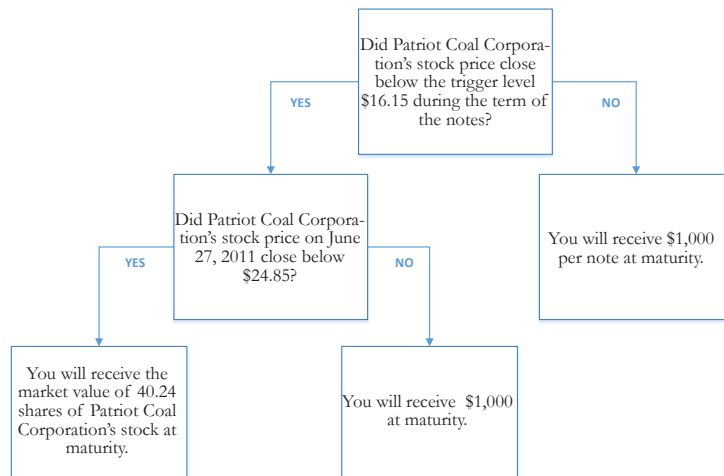 Did Patriot Coal Corpora-
tion's stock price close
below the trigger level
$16.15 during the term of
the notes?
YES
NO
Did Patriot Coal Corpora-
tion's stock price on June
27, 2011 close below
$24.85?
You will receive $1,000
per note at maturity.
YES
NO
You will receive the
market value of 40.24
shares of Patriot Coal
Corporation's stock at
maturity.
You will receive $1,000
at maturity.